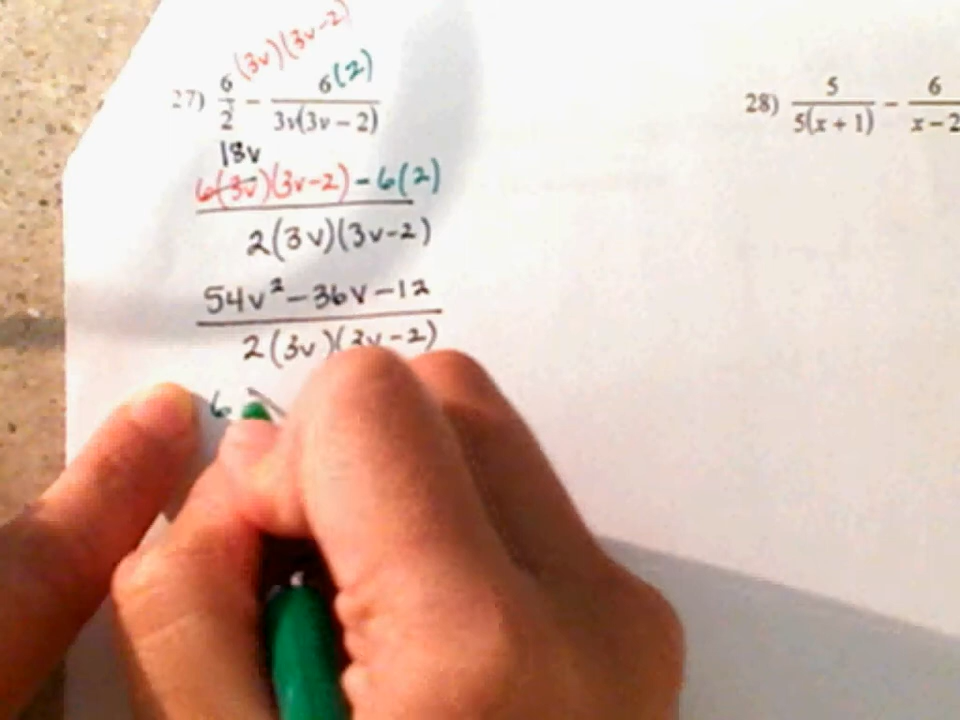 (3v)(3v-2)
27) 6/2 - 6(2)/3v(3v - 2)
28) 5/5(x + 1) - 6/x - 2
18v
6(3v)(3v-2) - 6(2)
2(3v)(3v-2)
54v² - 36v - 12
2(3v)(3v-2)
6